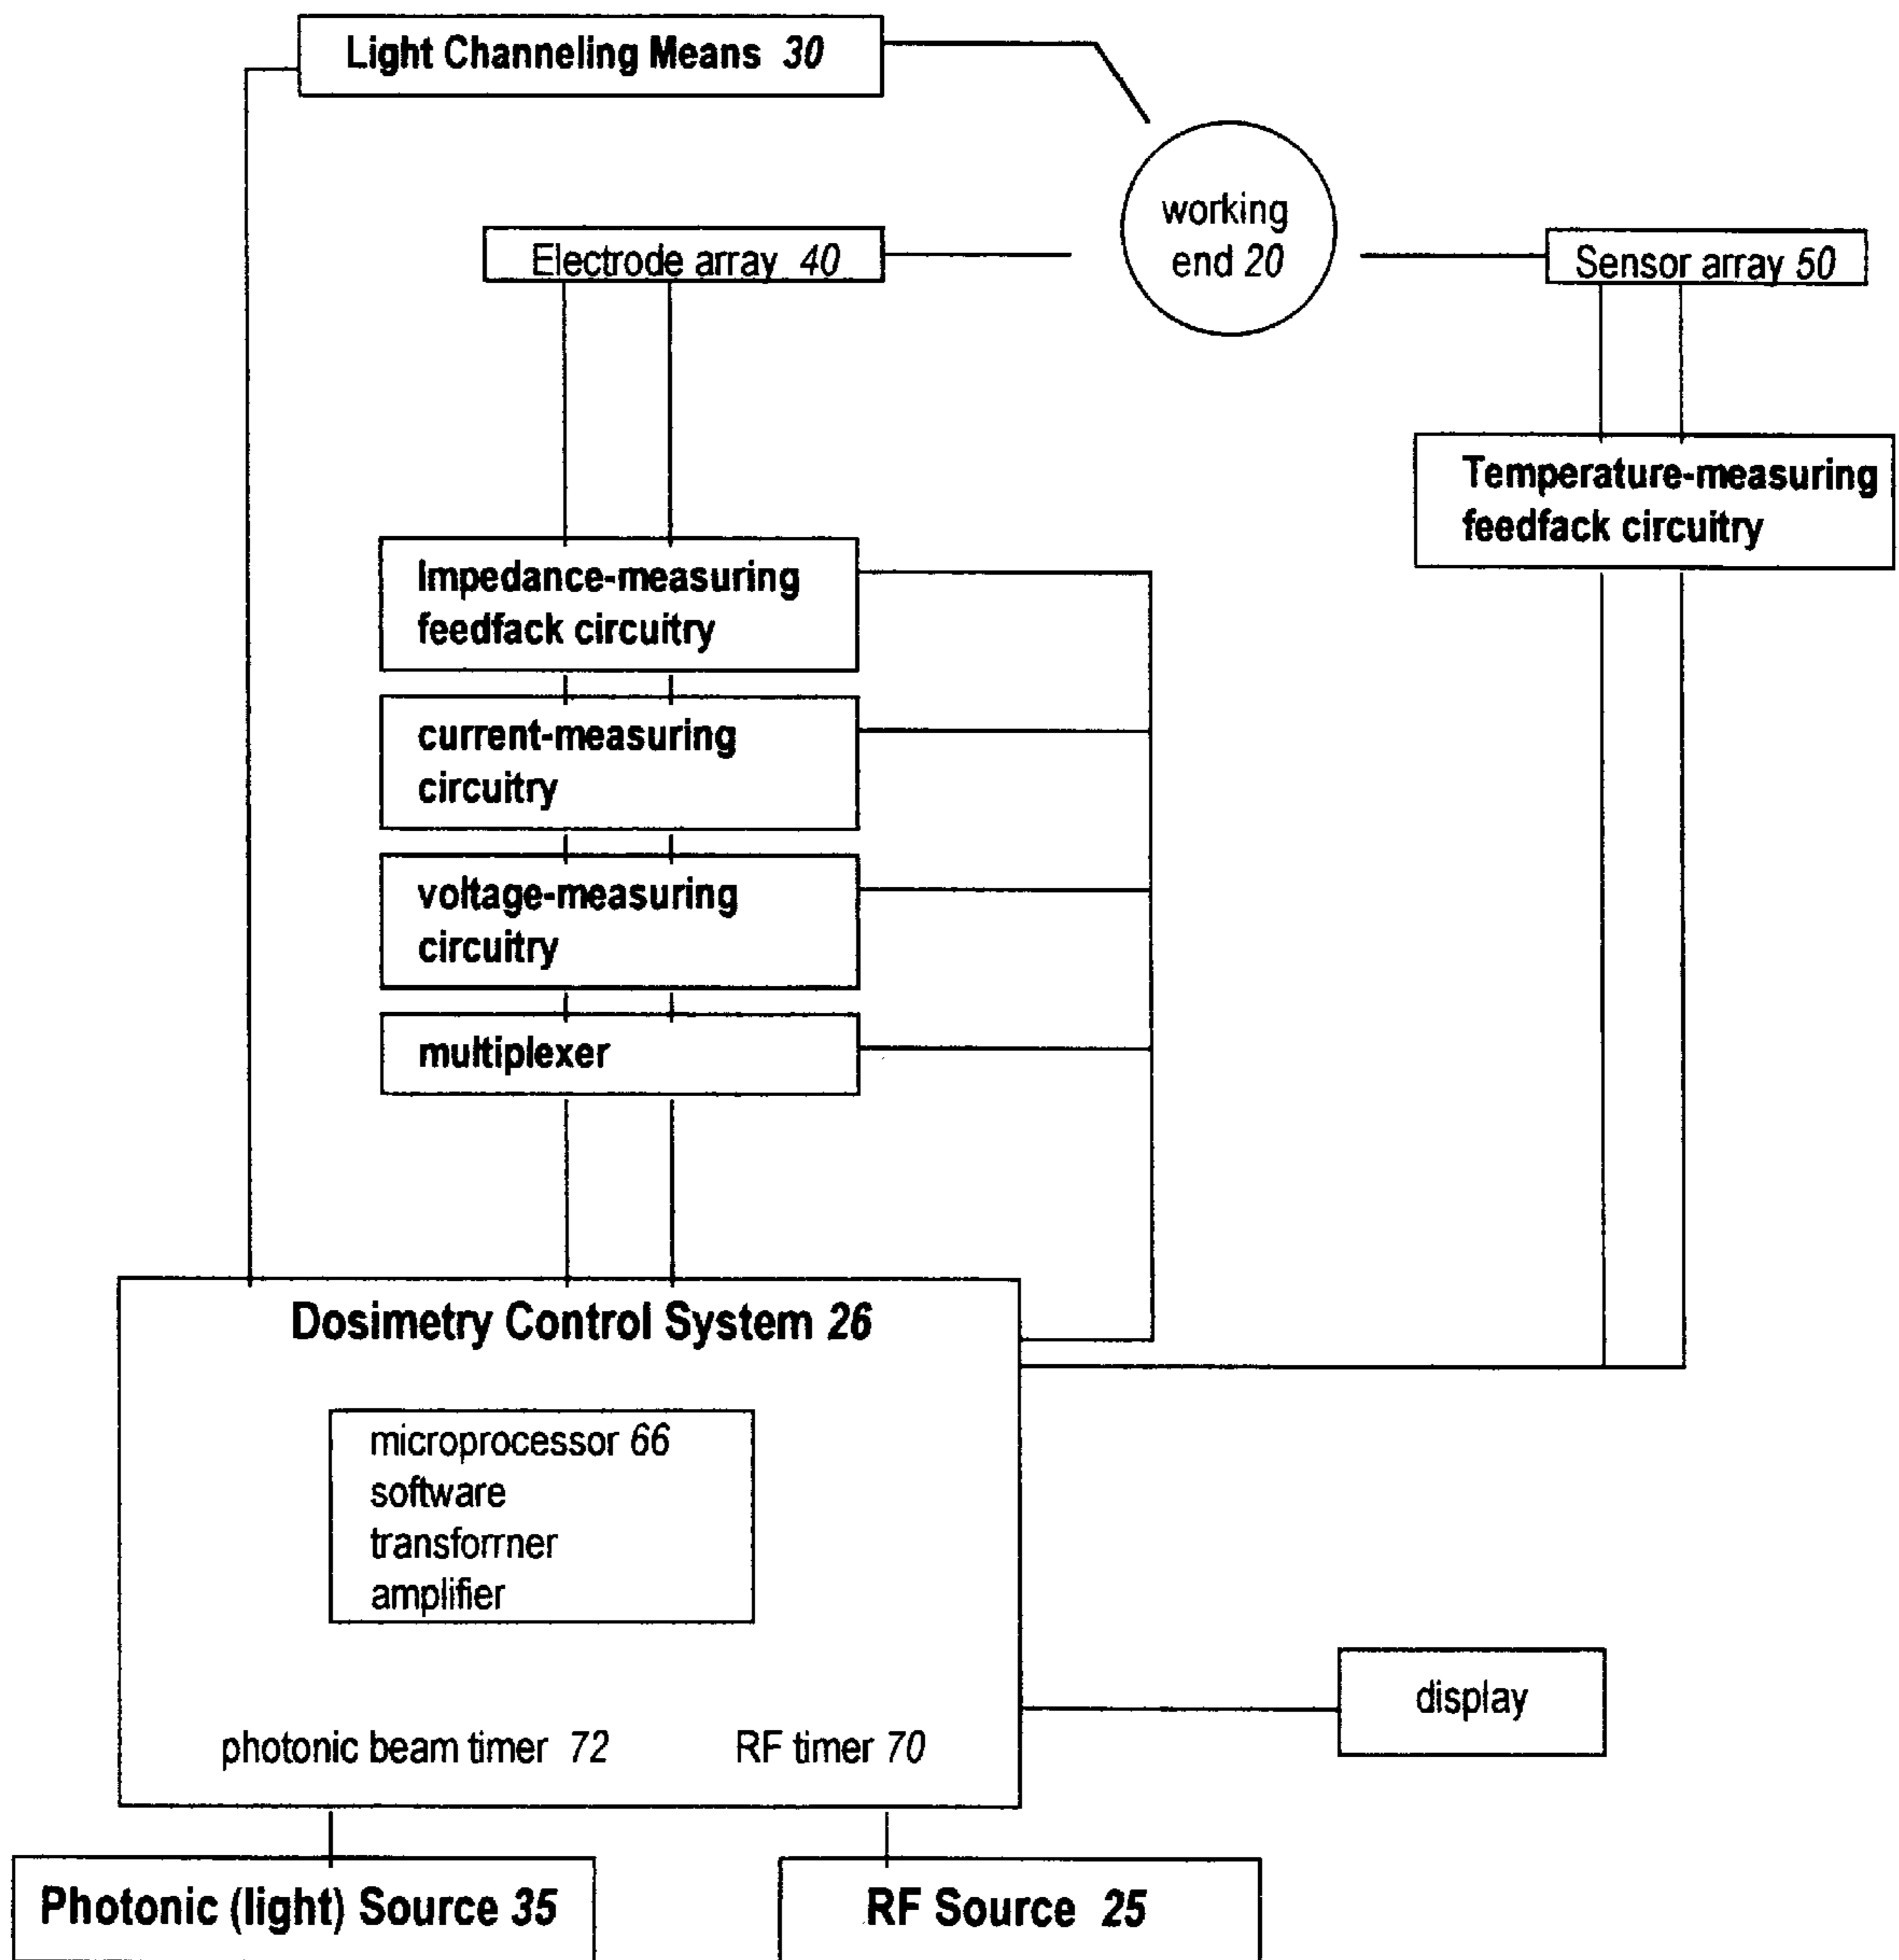 Light Channeling Means 30
working
end 20
Electrode array 40
Sensor array 50
Temperature-measuring
feedfack circuitry
Impedance-measuring
feedfack circuitry
current-measuring
circuitry
voltage-measuring
circuitry
multiplexer
Dosimetry Control System 26
microprocessor 66
software
transformer
amplifier
display
photonic beam timer 72
RF timer 70
Photonic (light) Source 35
RF Source 25